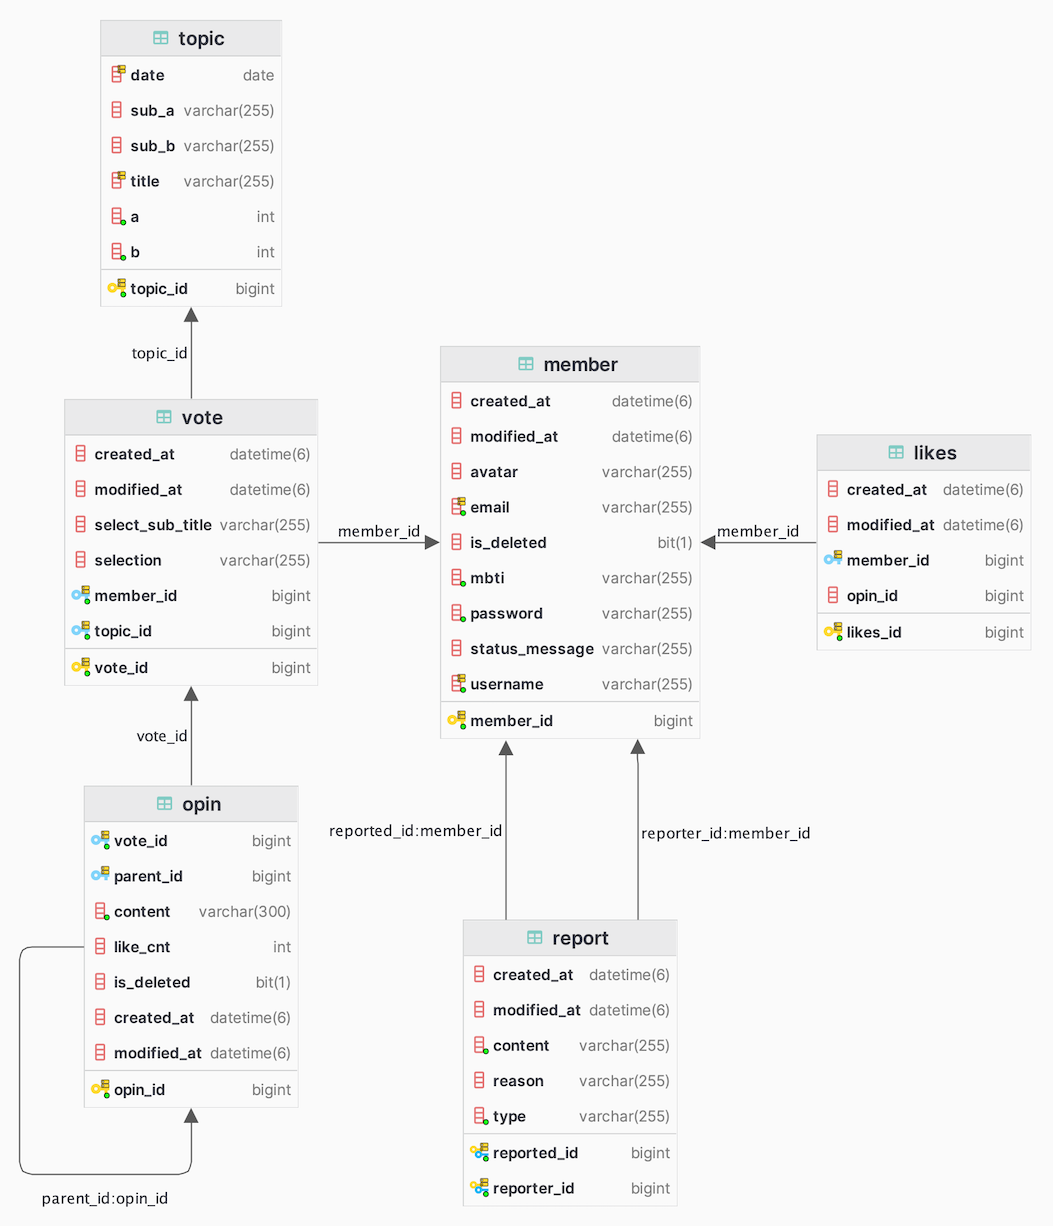 topic
date date
sub_a varchar(255)
sub_b varchar(255)
title varchar(255)
a int
b int
topic_id bigint
topic_id
vote
created_at datetime(6)
modified_at datetime(6)
select_sub_title varchar(255)
selection varchar(255)
member_id bigint
topic_id bigint
vote_id bigint
member_id
member
created_at datetime(6)
modified_at datetime(6)
avatar varchar(255)
email varchar(255)
is_deleted bit(1)
mbti varchar(255)
password varchar(255)
status_message varchar(255)
username varchar(255)
member_id bigint
member_id
likes
created_at datetime(6)
modified_at datetime(6)
member_id bigint
opin_id bigint
likes_id bigint
vote_id
opin
vote_id bigint
parent_id bigint
content varchar(300)
like_cnt int
is_deleted bit(1)
created_at datetime(6)
modified_at datetime(6)
opin_id bigint
parent_id:opin_id
reported_id:member_id
reporter_id:member_id
report
created_at datetime(6)
modified_at datetime(6)
content varchar(255)
reason varchar(255)
type varchar(255)
reported_id bigint
reporter_id bigint